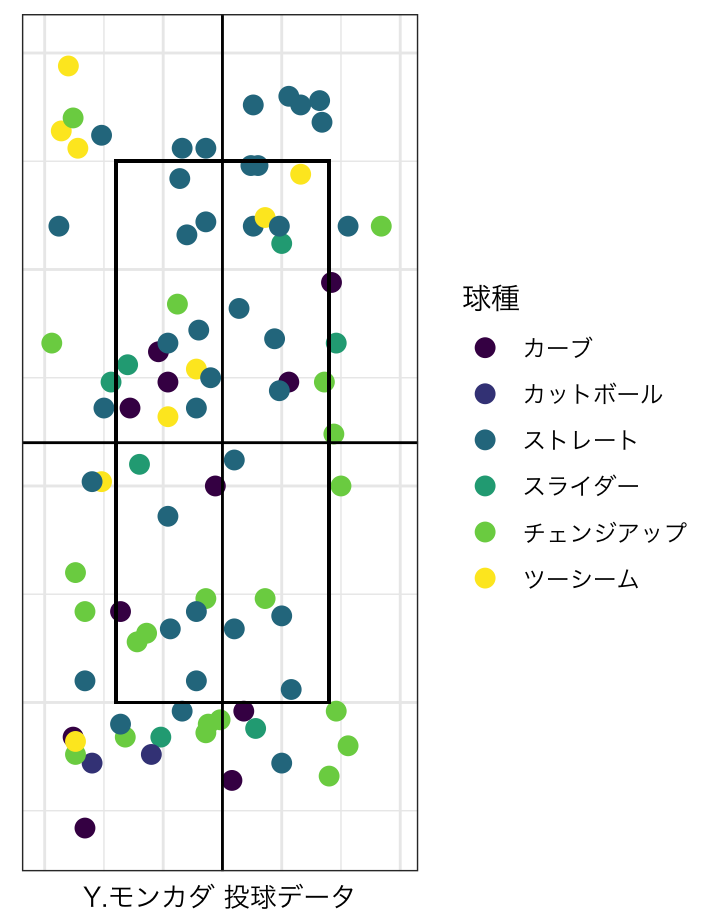 球種
カーブ
カットボール
ストレート
スライダー
チェンジアップ
ツーシーム
Y.モンカダ 投球データ